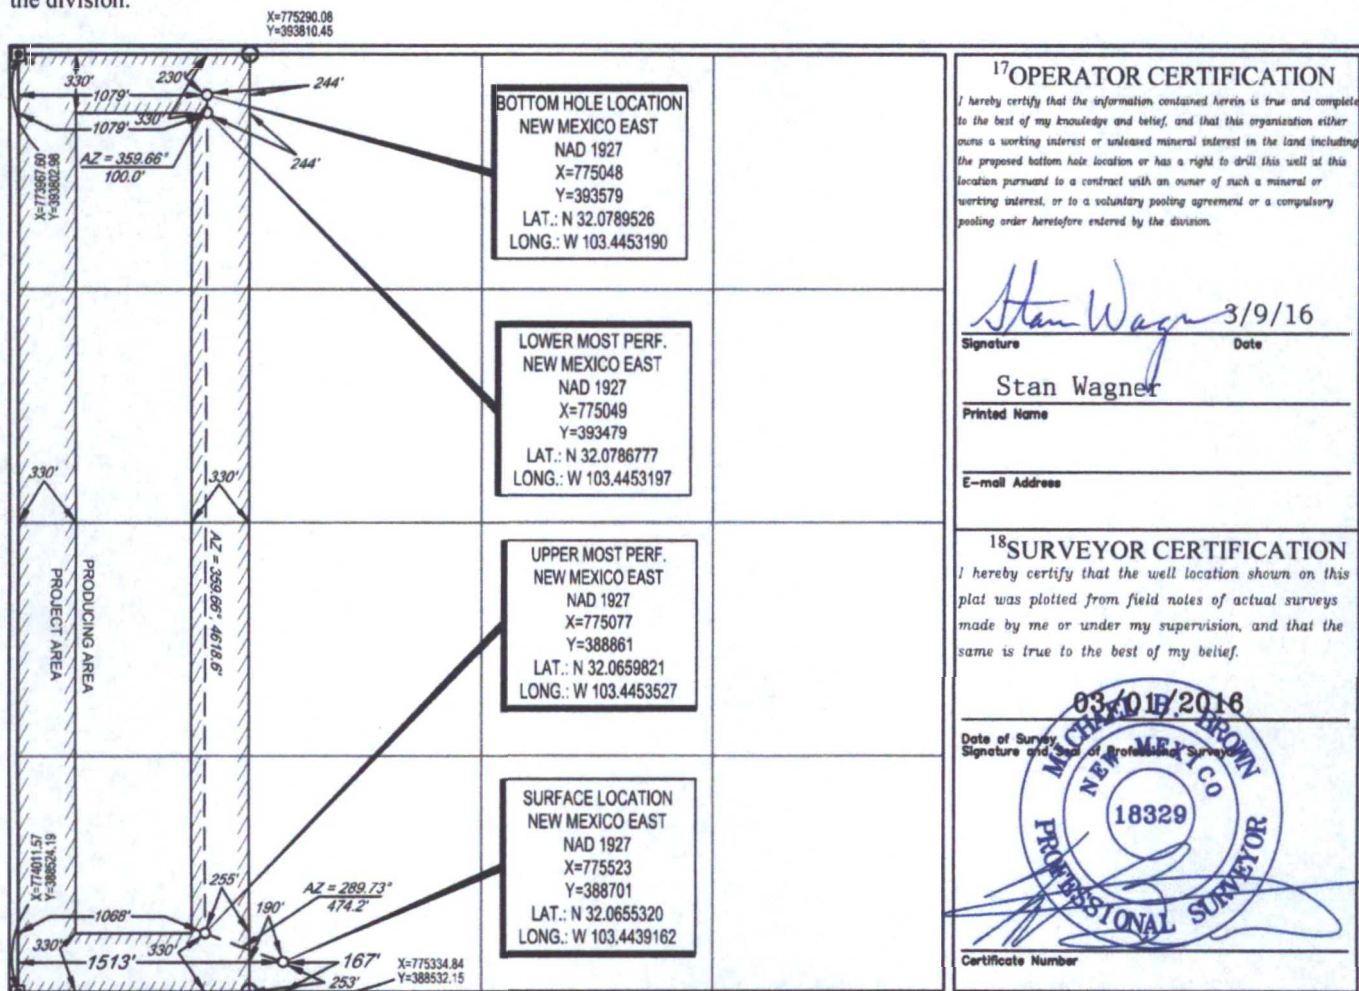 the division.
X=775290.08
Y=393810.45
330'
230'
244'
1079'
1079'
330'
244'
AZ = 359.66°
100.0'
X=773967.60
Y=393802.98
BOTTOM HOLE LOCATION
NEW MEXICO EAST
NAD 1927
X=775048
Y=393579
LAT.: N 32.0789526
LONG.: W 103.4453190
LOWER MOST PERF.
NEW MEXICO EAST
NAD 1927
X=775049
Y=393479
LAT.: N 32.0786777
LONG.: W 103.4453197
330'
330'
AZ = 359.66°, 4618.6'
PRODUCING AREA
PROJECT AREA
UPPER MOST PERF.
NEW MEXICO EAST
NAD 1927
X=775077
Y=388861
LAT.: N 32.0659821
LONG.: W 103.4453527
SURFACE LOCATION
NEW MEXICO EAST
NAD 1927
X=775523
Y=388701
LAT.: N 32.0655320
LONG.: W 103.4439162
X=774011.57
Y=388524.19
255'
AZ = 289.73°
474.2'
190'
1068'
330'
330'
1513'
167'
253'
X=775334.84
Y=388532.15
17 OPERATOR CERTIFICATION
I hereby certify that the information contained herein is true and complete
to the best of my knowledge and belief, and that this organization either
owns a working interest or unleased mineral interest in the land including
the proposed bottom hole location or has a right to drill this well at this
location pursuant to a contract with an owner of such a mineral or
working interest, or to a voluntary pooling agreement or a compulsory
pooling order heretofore entered by the division.
Stan Wagner 3/9/16
Signature Date
Stan Wagner
Printed Name
E-mail Address
18 SURVEYOR CERTIFICATION
I hereby certify that the well location shown on this
plat was plotted from field notes of actual surveys
made by me or under my supervision, and that the
same is true to the best of my belief.
03/01/2016
Date of Survey
Signature and Seal of Professional Surveyor
MICHAEL B. BROWN
NEW MEXICO
18329
PROFESSIONAL SURVEYOR
Certificate Number